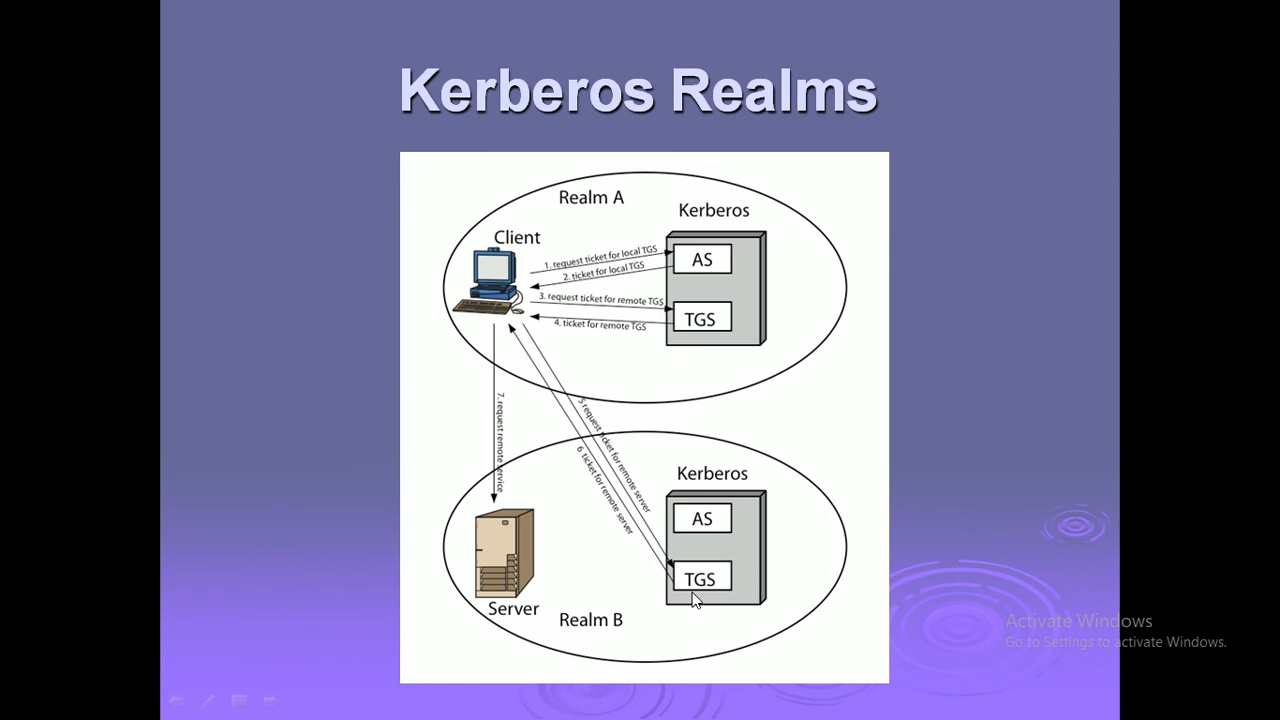 Kerberos Realms
Realm A
Kerberos
Client
1. request ticket for local TGS
AS
2. ticket for local TGS
3. request ticket for remote TGS
TGS
4. ticket for remote TGS
5 request ticket for remote server
6 ticket for remote server
7. request remote service
Kerberos
AS
TGS
Server
Realm B
Activate Windows
Go to Settings to activate Windows.